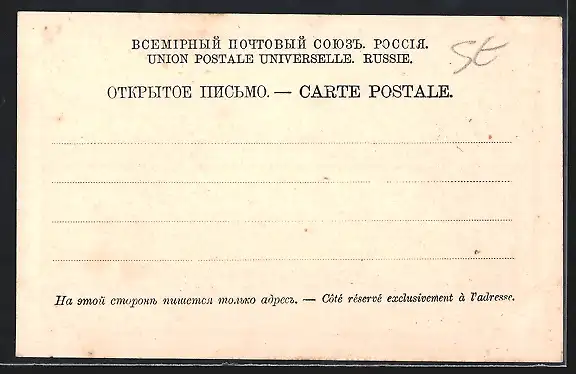 ВСЕМІРНЫЙ ПОЧТОВЫЙ СОЮЗЪ. РОССІЯ.
UNION POSTALE UNIVERSELLE. RUSSIE.
ОТКРЫТОЕ ПИСЬМО. — CARTE POSTALE.
На этой сторонѣ пишется только адресъ. — Côté réservé exclusivement à l'adresse.